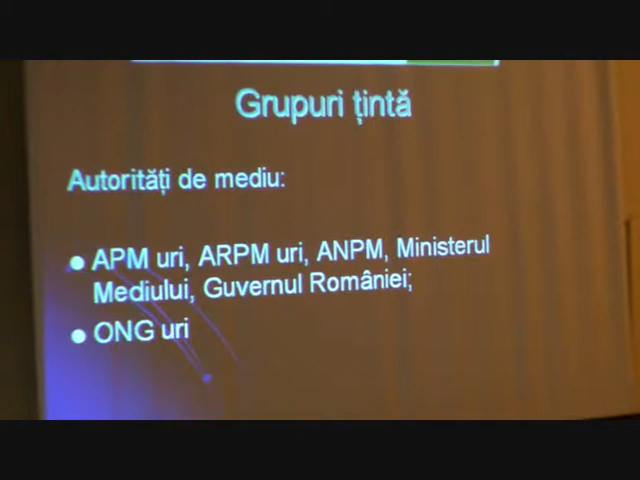 Grupuri țintă
Autorități de mediu:
● APM uri, ARPM uri, ANPM, Ministerul
Mediului, Guvernul României;
● ONG uri